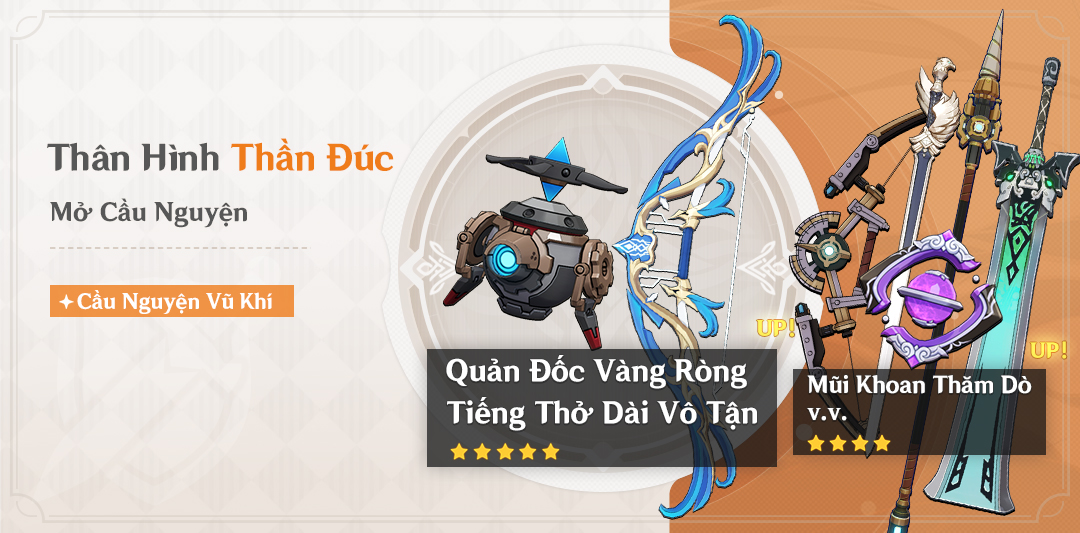 Thân Hình Thần Đúc
Mở Cầu Nguyện
Cầu Nguyện Vũ Khí
Quản Đốc Vàng Ròng
Tiếng Thở Dài Vô Tận
UP!
Mũi Khoan Thăm Dò
v.v.
UP!